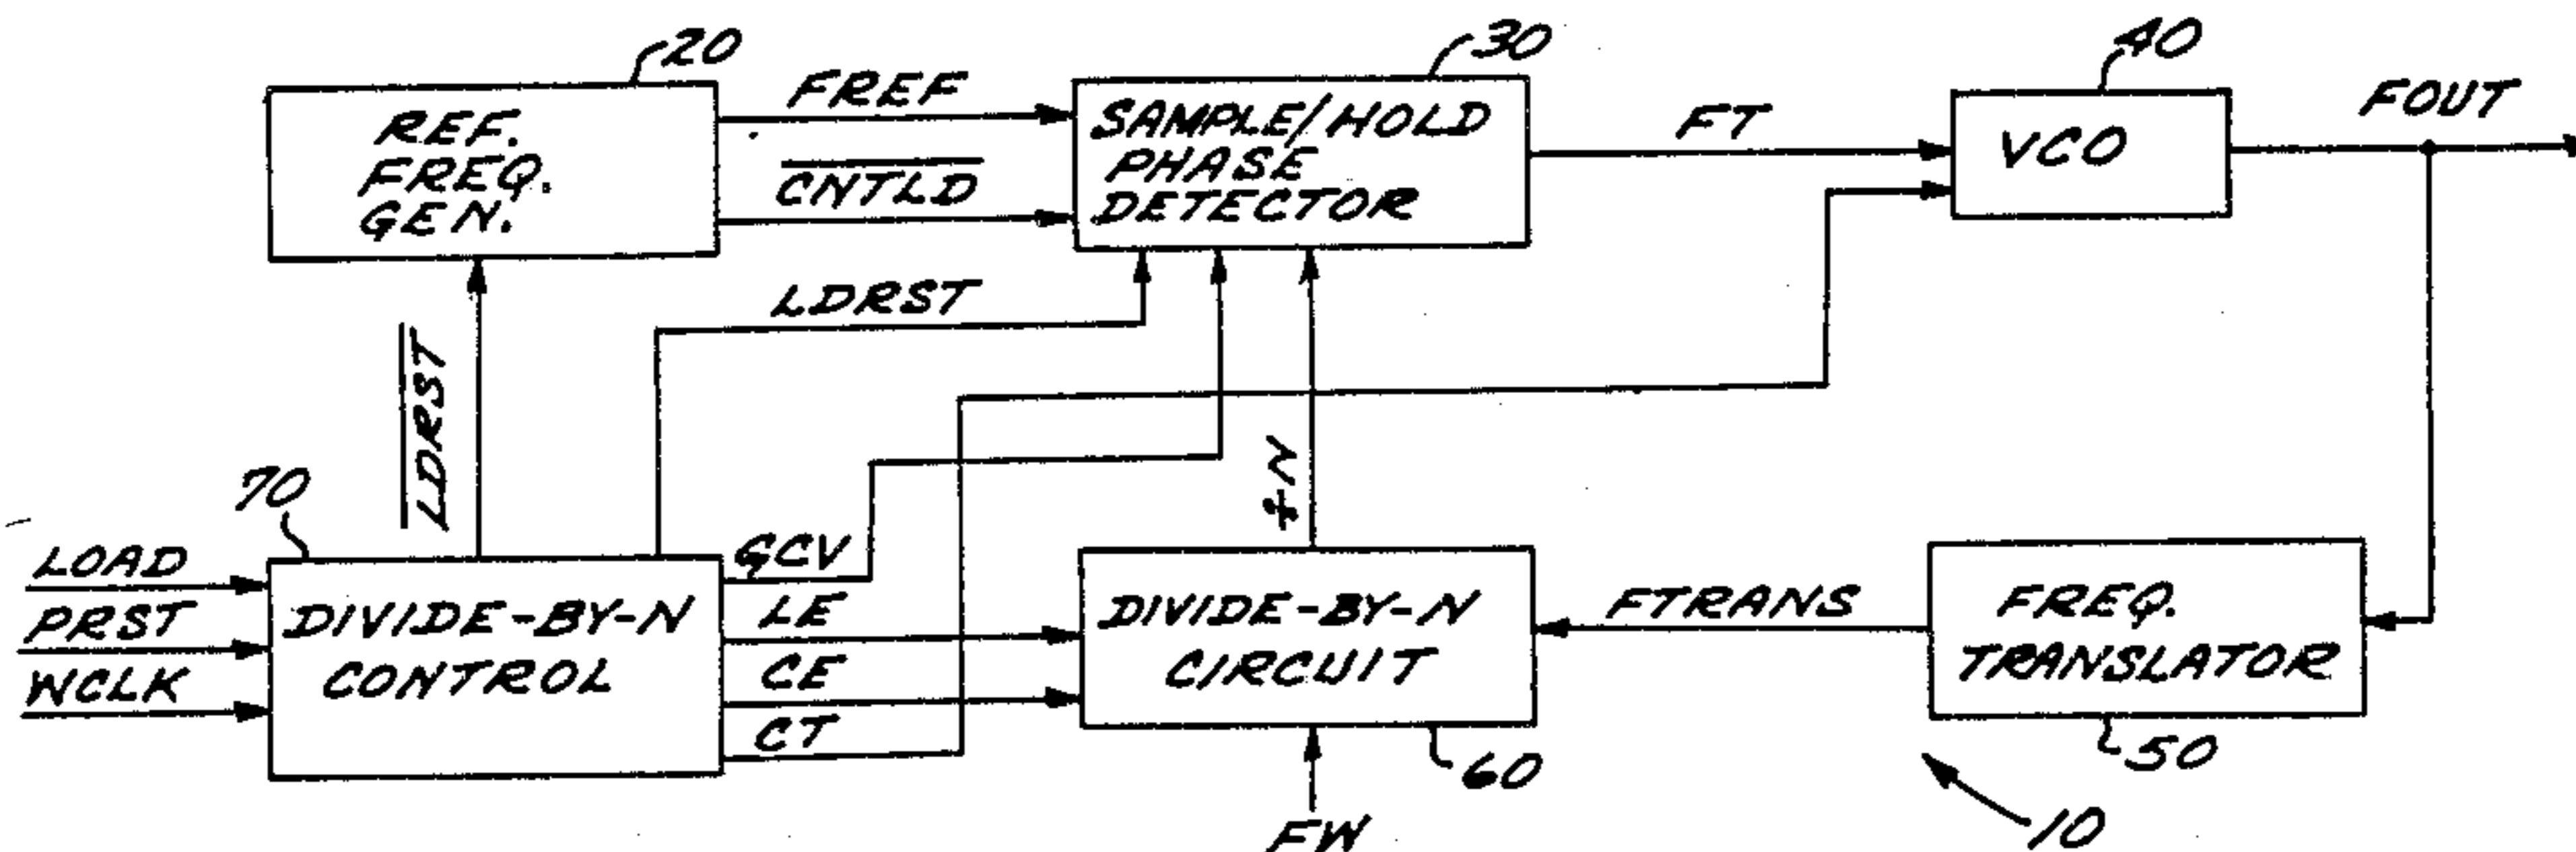 20
REF.
FREQ.
GEN.
FREF
CNTLD
30
SAMPLE/HOLD
PHASE
DETECTOR
FT
40
VCO
FOUT
LDRST
LDRST
70
LOAD
PRST
WCLK
DIVIDE-BY-N
CONTROL
GCV
LE
CE
CT
÷N
DIVIDE-BY-N
CIRCUIT
60
FW
FTRANS
FREQ.
TRANSLATOR
50
10